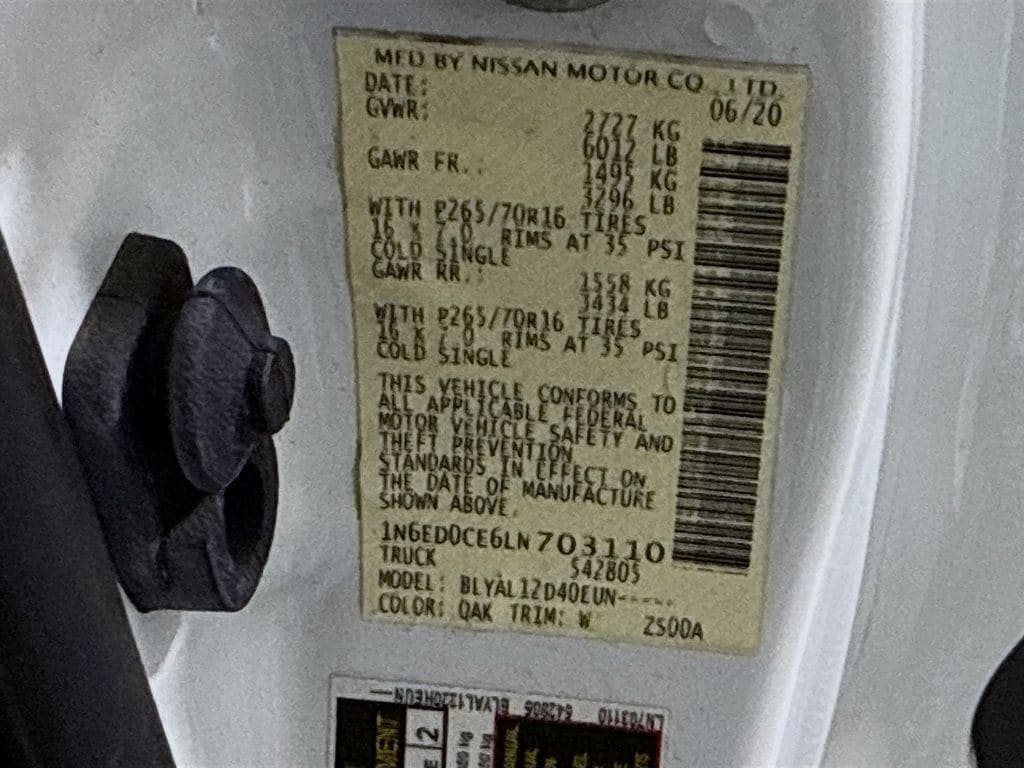 MFD BY NISSAN MOTOR CO., LTD.
DATE: 06/20
GVWR: 2727 KG
6012 LB
GAWR FR.: 1495 KG
3296 LB
WITH P265/70R16 TIRES
16 X 7.0 RIMS AT 35 PSI
COLD SINGLE
GAWR RR.: 1558 KG
3434 LB
WITH P265/70R16 TIRES
16 X 7.0 RIMS AT 35 PSI
COLD SINGLE
THIS VEHICLE CONFORMS TO
ALL APPLICABLE FEDERAL
MOTOR VEHICLE SAFETY AND
THEFT PREVENTION
STANDARDS IN EFFECT ON
THE DATE OF MANUFACTURE
SHOWN ABOVE.
1N6ED0CE6LN703110
TRUCK 542805
MODEL: BLYAL12D40EUN-----
COLOR: QAK TRIM: W 2S00A
LN703110
2